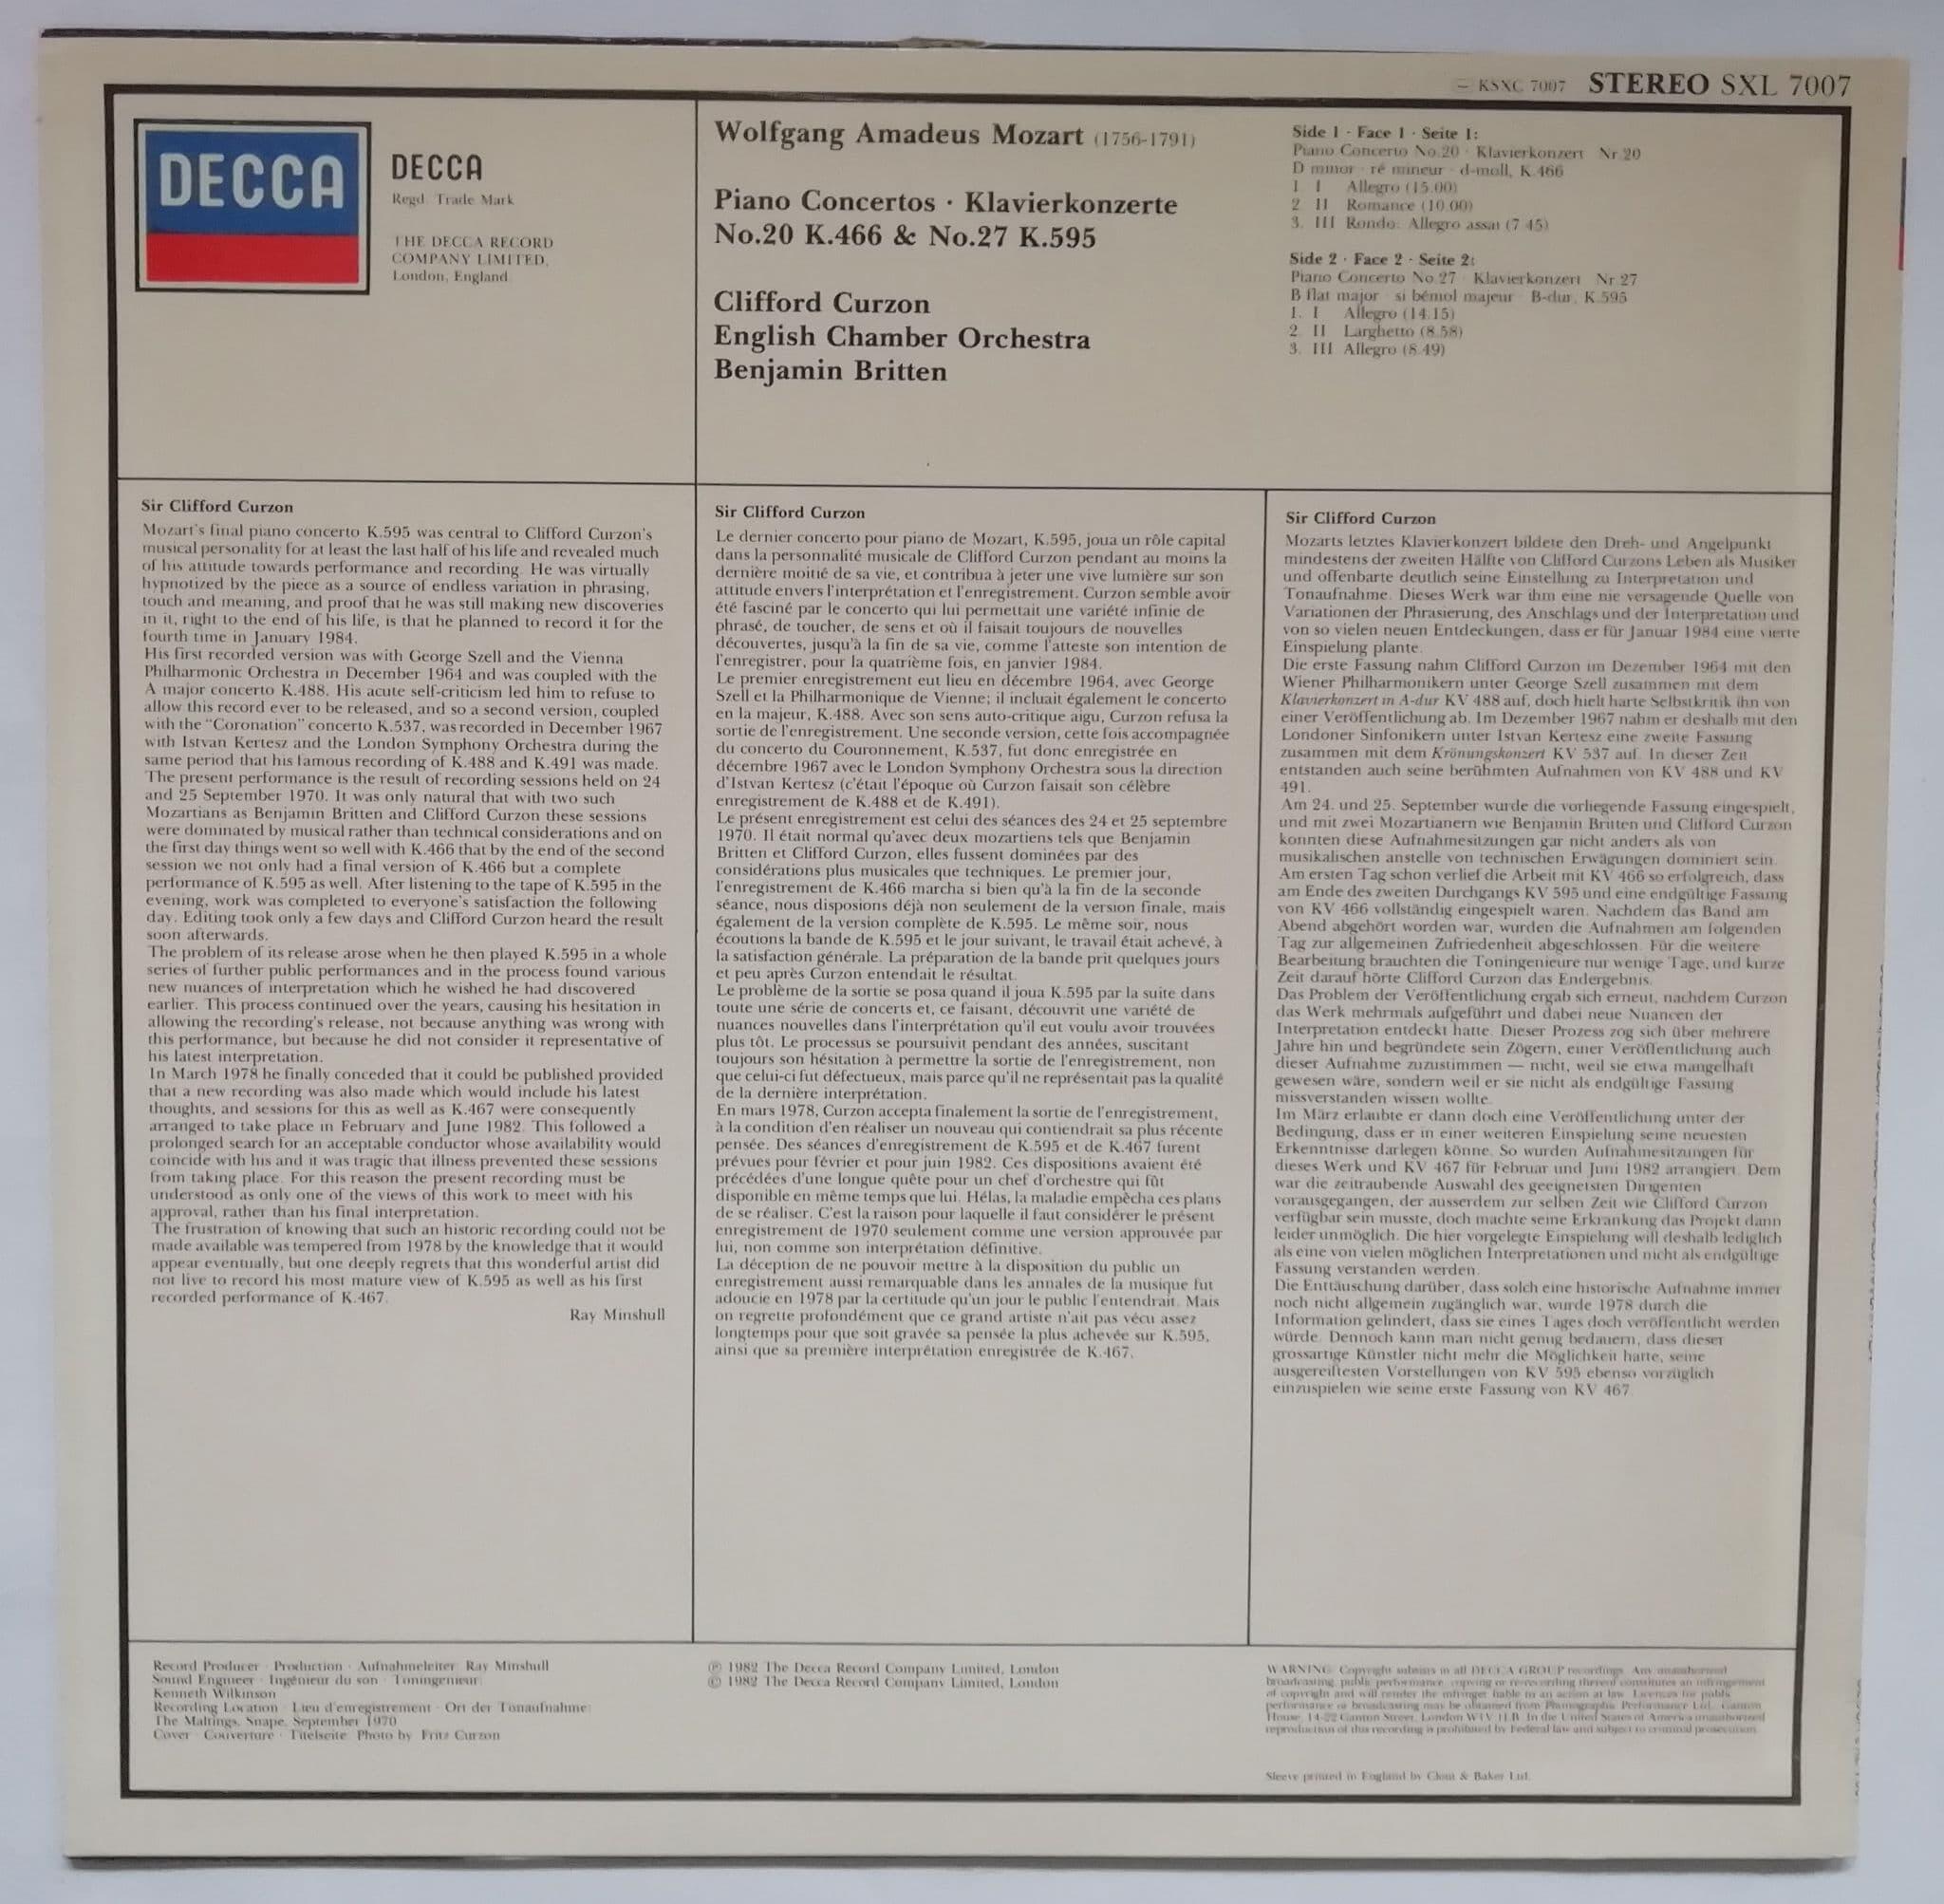 KSXC 7007 STEREO SXL 7007
DECCA
DECCA
Regd. Trade Mark
THE DECCA RECORD
COMPANY LIMITED,
London, England
Wolfgang Amadeus Mozart (1756-1791)
Piano Concertos · Klavierkonzerte
No.20 K.466 & No.27 K.595
Clifford Curzon
English Chamber Orchestra
Benjamin Britten
Side 1 · Face 1 · Seite 1:
Piano Concerto No.20 · Klavierkonzert Nr.20
D minor · ré mineur · d-moll, K.466
1. I Allegro (15.00)
2. II Romance (10.00)
3. III Rondo: Allegro assai (7.45)
Side 2 · Face 2 · Seite 2:
Piano Concerto No.27 · Klavierkonzert Nr.27
B flat major · si bémol majeur · B-dur, K.595
1. I Allegro (14.15)
2. II Larghetto (8.58)
3. III Allegro (8.49)
Sir Clifford Curzon
Mozart's final piano concerto K.595 was central to Clifford Curzon's
musical personality for at least the last half of his life and revealed much
of his attitude towards performance and recording. He was virtually
hypnotized by the piece as a source of endless variation in phrasing,
touch and meaning, and proof that he was still making new discoveries
in it, right to the end of his life, is that he planned to record it for the
fourth time in January 1984.
His first recorded version was with George Szell and the Vienna
Philharmonic Orchestra in December 1964 and was coupled with the
A major concerto K.488. His acute self-criticism led him to refuse to
allow this record ever to be released, and so a second version, coupled
with the "Coronation" concerto K.537, was recorded in December 1967
with Istvan Kertesz and the London Symphony Orchestra during the
same period that his famous recording of K.488 and K.491 was made.
The present performance is the result of recording sessions held on 24
and 25 September 1970. It was only natural that with two such
Mozartians as Benjamin Britten and Clifford Curzon these sessions
were dominated by musical rather than technical considerations and on
the first day things went so well with K.466 that by the end of the second
session we not only had a final version of K.466 but a complete
performance of K.595 as well. After listening to the tape of K.595 in the
evening, work was completed to everyone's satisfaction the following
day. Editing took only a few days and Clifford Curzon heard the result
soon afterwards.
The problem of its release arose when he then played K.595 in a whole
series of further public performances and in the process found various
new nuances of interpretation which he wished he had discovered
earlier. This process continued over the years, causing his hesitation in
allowing the recording's release, not because anything was wrong with
this performance, but because he did not consider it representative of
his latest interpretation.
In March 1978 he finally conceded that it could be published provided
that a new recording was also made which would include his latest
thoughts, and sessions for this as well as K.467 were consequently
arranged to take place in February and June 1982. This followed a
prolonged search for an acceptable conductor whose availability would
coincide with his and it was tragic that illness prevented these sessions
from taking place. For this reason the present recording must be
understood as only one of the views of this work to meet with his
approval, rather than his final interpretation.
The frustration of knowing that such an historic recording could not be
made available was tempered from 1978 by the knowledge that it would
appear eventually, but one deeply regrets that this wonderful artist did
not live to record his most mature view of K.595 as well as his first
recorded performance of K.467.
Ray Minshull
Sir Clifford Curzon
Le dernier concerto pour piano de Mozart, K.595, joua un rôle capital
dans la personnalité musicale de Clifford Curzon pendant au moins la
dernière moitié de sa vie, et contribua à jeter une vive lumière sur son
attitude envers l'interprétation et l'enregistrement. Curzon semble avoir
été fasciné par le concerto qui lui permettait une variété infinie de
phrasé, de toucher, de sens et où il faisait toujours de nouvelles
découvertes, jusqu'à la fin de sa vie, comme l'atteste son intention de
l'enregistrer, pour la quatrième fois, en janvier 1984.
Le premier enregistrement eut lieu en décembre 1964, avec George
Szell et la Philharmonique de Vienne; il incluait également le concerto
en la majeur, K.488. Avec son sens auto-critique aigu, Curzon refusa la
sortie de l'enregistrement. Une seconde version, cette fois accompagnée
du concerto du Couronnement, K.537, fut donc enregistrée en
décembre 1967 avec le London Symphony Orchestra sous la direction
d'Istvan Kertesz (c'était l'époque où Curzon faisait son célèbre
enregistrement de K.488 et de K.491).
Le présent enregistrement est celui des séances des 24 et 25 septembre
1970. Il était normal qu'avec deux mozartiens tels que Benjamin
Britten et Clifford Curzon, elles fussent dominées par des
considérations plus musicales que techniques. Le premier jour,
l'enregistrement de K.466 marcha si bien qu'à la fin de la seconde
séance, nous disposions déjà non seulement de la version finale, mais
également de la version complète de K.595. Le même soir, nous
écoutions la bande de K.595 et le jour suivant, le travail était achevé, à
la satisfaction générale. La préparation de la bande prit quelques jours
et peu après Curzon entendait le résultat.
Le problème de la sortie se posa quand il joua K.595 par la suite dans
toute une série de concerts et, ce faisant, découvrit une variété de
nuances nouvelles dans l'interprétation qu'il eut voulu avoir trouvées
plus tôt. Le processus se poursuivit pendant des années, suscitant
toujours son hésitation à permettre la sortie de l'enregistrement, non
que celui-ci fut défectueux, mais parce qu'il ne représentait pas la qualité
de la dernière interprétation.
En mars 1978, Curzon accepta finalement la sortie de l'enregistrement,
à la condition d'en réaliser un nouveau qui contiendrait sa plus récente
pensée. Des séances d'enregistrement de K.595 et de K.467 furent
prévues pour février et pour juin 1982. Ces dispositions avaient été
précédées d'une longue quête pour un chef d'orchestre qui fût
disponible en même temps que lui. Hélas, la maladie empêcha ces plans
de se réaliser. C'est la raison pour laquelle il faut considérer le présent
enregistrement de 1970 seulement comme une version approuvée par
lui, non comme son interprétation définitive.
La déception de ne pouvoir mettre à la disposition du public un
enregistrement aussi remarquable dans les annales de la musique fut
adoucie en 1978 par la certitude qu'un jour le public l'entendrait. Mais
on regrette profondément que ce grand artiste n'ait pas vécu assez
longtemps pour que soit gravée sa pensée la plus achevée sur K.595,
ainsi que sa première interprétation enregistrée de K.467.
Sir Clifford Curzon
Mozarts letztes Klavierkonzert bildete den Dreh- und Angelpunkt
mindestens der zweiten Hälfte von Clifford Curzons Leben als Musiker
und offenbarte deutlich seine Einstellung zu Interpretation und
Tonaufnahme. Dieses Werk war ihm eine nie versagende Quelle von
Variationen der Phrasierung, des Anschlags und der Interpretation und
von so vielen neuen Entdeckungen, dass er für Januar 1984 eine vierte
Einspielung plante.
Die erste Fassung nahm Clifford Curzon im Dezember 1964 mit den
Wiener Philharmonikern unter George Szell zusammen mit dem
Klavierkonzert in A-dur KV 488 auf, doch hielt harte Selbstkritik ihn von
einer Veröffentlichung ab. Im Dezember 1967 nahm er deshalb mit den
Londoner Sinfonikern unter Istvan Kertesz eine zweite Fassung
zusammen mit dem Krönungskonzert KV 537 auf. In dieser Zeit
entstanden auch seine berühmten Aufnahmen von KV 488 und KV
491.
Am 24. und 25. September wurde die vorliegende Fassung eingespielt,
und mit zwei Mozartianern wie Benjamin Britten und Clifford Curzon
konnten diese Aufnahmesitzungen gar nicht anders als von
musikalischen anstelle von technischen Erwägungen dominiert sein.
Am ersten Tag schon verlief die Arbeit mit KV 466 so erfolgreich, dass
am Ende des zweiten Durchgangs KV 595 und eine endgültige Fassung
von KV 466 vollständig eingespielt waren. Nachdem das Band am
Abend abgehört worden war, wurden die Aufnahmen am folgenden
Tag zur allgemeinen Zufriedenheit abgeschlossen. Für die weitere
Bearbeitung brauchten die Toningenieure nur wenige Tage, und kurze
Zeit darauf hörte Clifford Curzon das Endergebnis.
Das Problem der Veröffentlichung ergab sich erneut, nachdem Curzon
das Werk mehrmals aufgeführt und dabei neue Nuancen der
Interpretation entdeckt hatte. Dieser Prozess zog sich über mehrere
Jahre hin und begründete sein Zögern, einer Veröffentlichung auch
dieser Aufnahme zuzustimmen — nicht, weil sie etwa mangelhaft
gewesen wäre, sondern weil er sie nicht als endgültige Fassung
missverstanden wissen wollte.
Im März erlaubte er dann doch eine Veröffentlichung unter der
Bedingung, dass er in einer weiteren Einspielung seine neuesten
Erkenntnisse darlegen könne. So wurden Aufnahmesitzungen für
dieses Werk und KV 467 für Februar und Juni 1982 arrangiert. Dem
war die zeitraubende Auswahl des geeignetsten Dirigenten
vorausgegangen, der ausserdem zur selben Zeit wie Clifford Curzon
verfügbar sein musste, doch machte seine Erkrankung das Projekt dann
leider unmöglich. Die hier vorgelegte Einspielung will deshalb lediglich
als eine von vielen möglichen Interpretationen und nicht als endgültige
Fassung verstanden werden.
Die Enttäuschung darüber, dass solch eine historische Aufnahme immer
noch nicht allgemein zugänglich war, wurde 1978 durch die
Information gelindert, dass sie eines Tages doch veröffentlicht werden
würde. Dennoch kann man nicht genug bedauern, dass dieser
grossartige Künstler nicht mehr die Möglichkeit hatte, seine
ausgereiftesten Vorstellungen von KV 595 ebenso vorzüglich
einzuspielen wie seine erste Fassung von KV 467.
Record Producer · Production · Aufnahmeleiter: Ray Minshull
Sound Engineer · Ingénieur du son · Toningenieur:
Kenneth Wilkinson
Recording Location · Lieu d'enregistrement · Ort der Tonaufnahme:
The Maltings, Snape, September 1970
Cover · Couverture · Titelseite: Photo by Fritz Curzon
℗ 1982 The Decca Record Company Limited, London
© 1982 The Decca Record Company Limited, London
WARNING: Copyright subsists in all DECCA GROUP recordings. Any unauthorised
broadcasting, public performance, copying or re-recording thereof constitutes an infringement
of copyright and will render the infringer liable to an action at law. Licences for public
performance or broadcasting may be obtained from Phonographic Performance Ltd., Ganton
House, 14-22 Ganton Street, London W1V 1LB. In the United States of America unauthorized
reproduction of this recording is prohibited by Federal law and subject to criminal prosecution.
Sleeve printed in England by Clout & Baker Ltd.